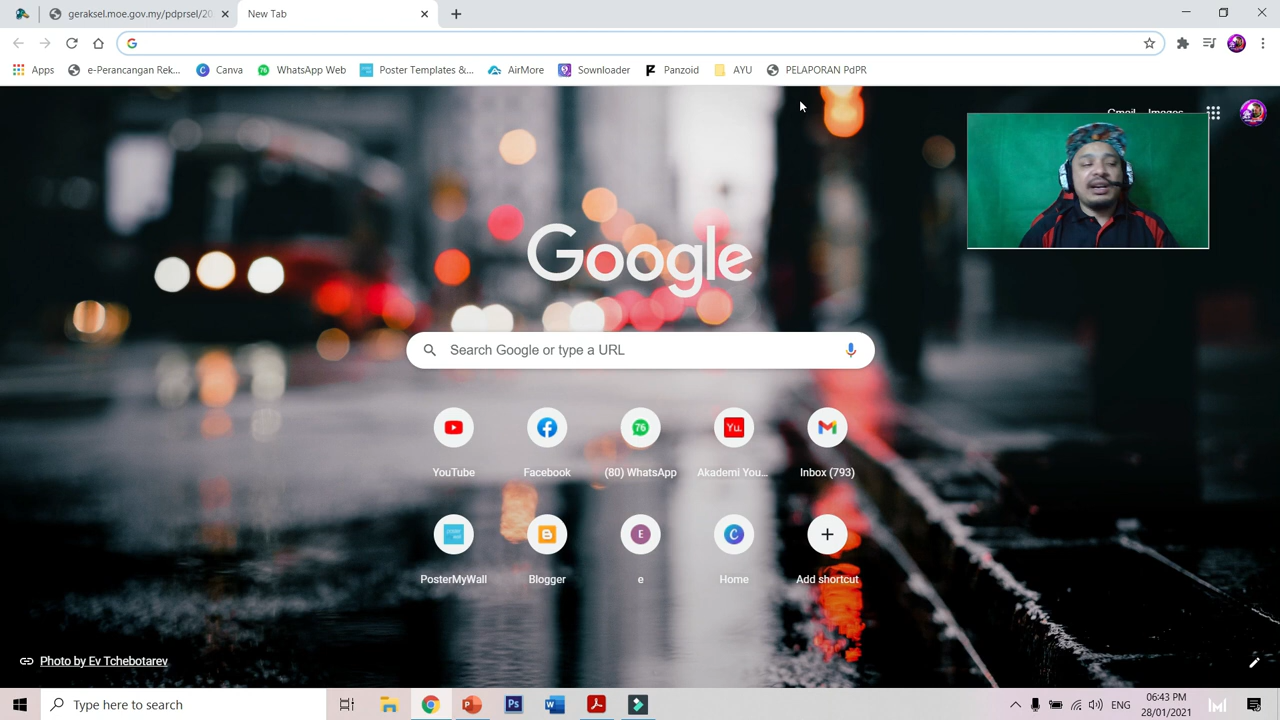 geraksel.moe.gov.my/pdprsel/20
New Tab
Apps
e-Perancangan Rek...
Canva
WhatsApp Web
Poster Templates &...
AirMore
Sownloader
Panzoid
AYU
PELAPORAN PdPR
Gmail Images
Google
Search Google or type a URL
YouTube
Facebook
(80) WhatsApp
Akademi You...
Inbox (793)
PosterMyWall
Blogger
e
Home
Add shortcut
Photo by Ev Tchebotarev
Type here to search
ENG
06:43 PM
28/01/2021